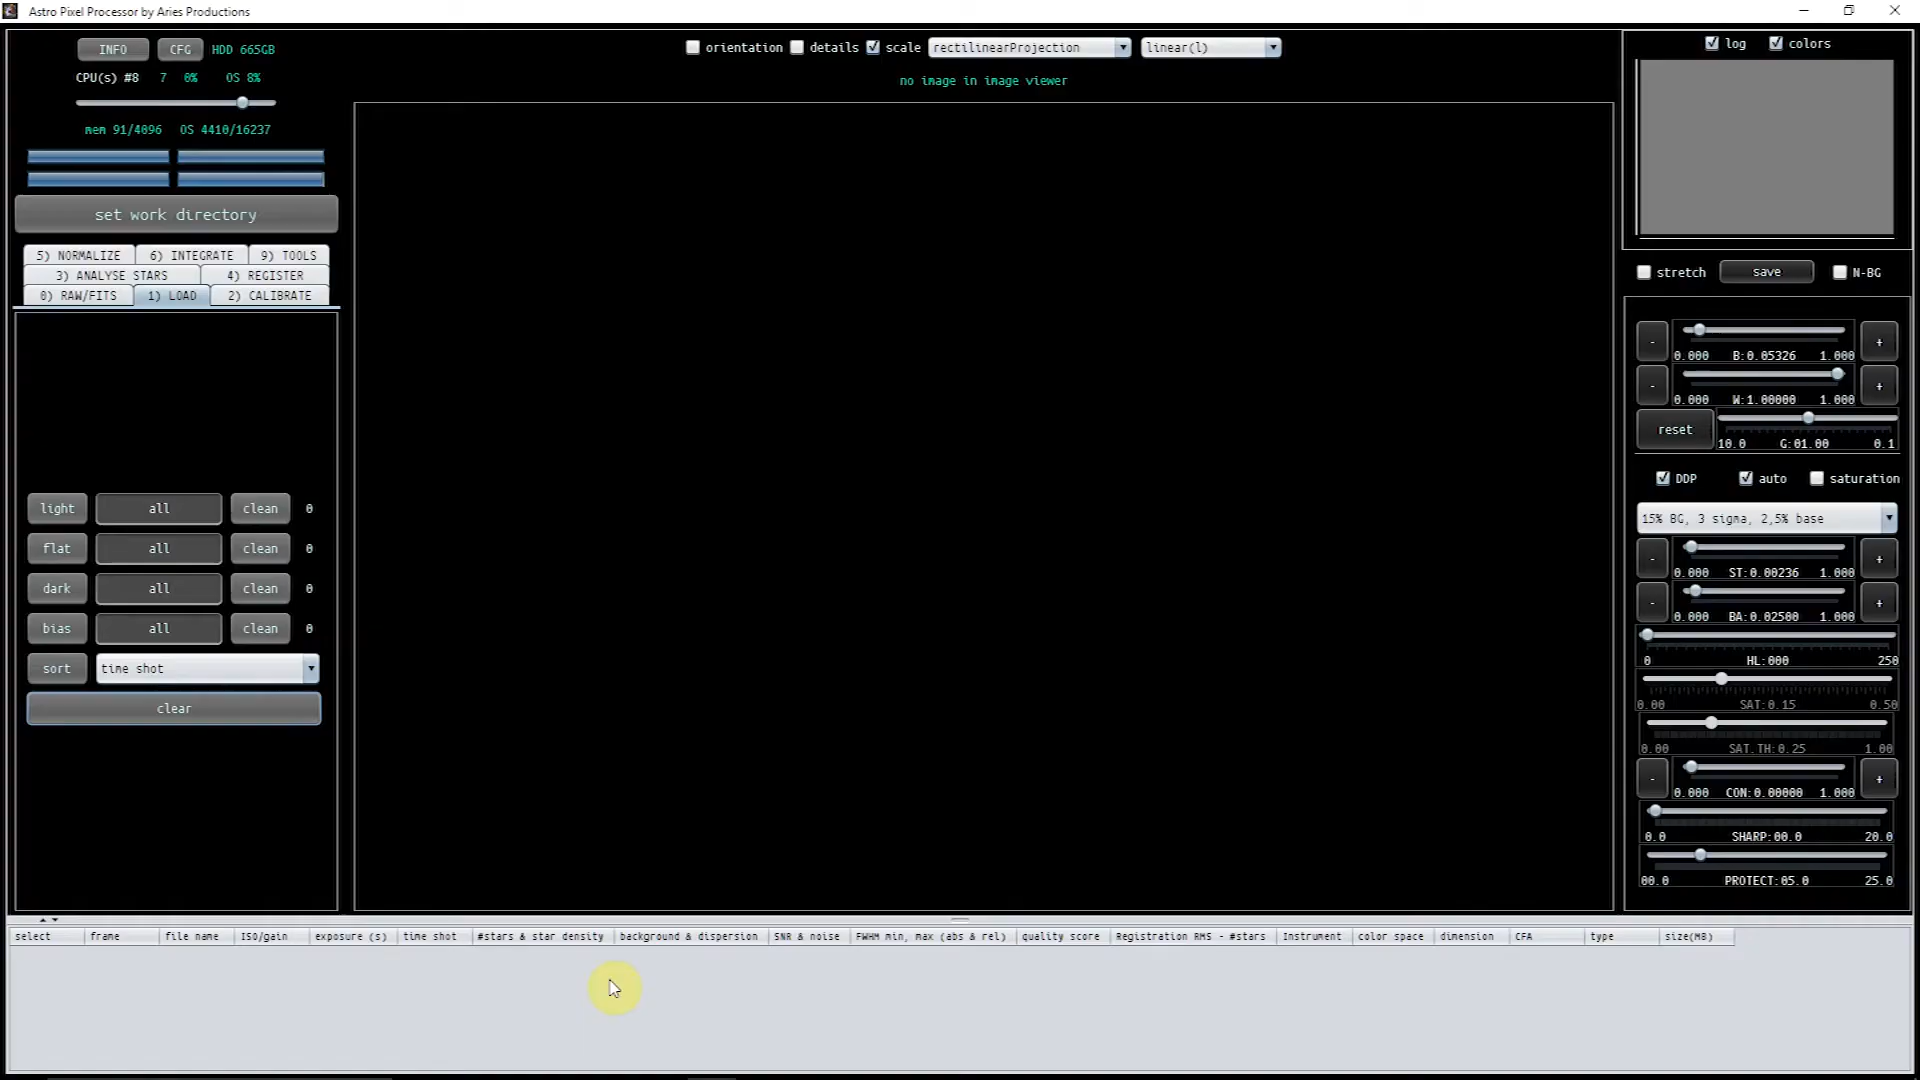 Astro Pixel Processor by Aries Productions
INFO CFG HDD 665GB
CPU(s) #8 7 0% OS 8%
mem 91/4096 OS 4410/16237
set work directory
5) NORMALIZE 6) INTEGRATE 9) TOOLS
3) ANALYSE STARS 4) REGISTER
0) RAW/FITS 1) LOAD 2) CALIBRATE
light all clean 0
flat all clean 0
dark all clean 0
bias all clean 0
sort time shot
clear
orientation details scale rectilinearProjection linear(l)
no image in image viewer
log colors
stretch save N-BG
- 0.000 B:0.05326 1.000 +
- 0.000 W:1.00000 1.000 +
reset 10.0 G:01.00 0.1
DDP auto saturation
15% BG, 3 sigma, 2,5% base
- 0.000 ST:0.00236 1.000 +
- 0.000 BA:0.02500 1.000 +
0 HL:000 250
0.00 SAT:0.15 0.50
0.00 SAT.TH:0.25 1.00
- 0.000 CON:0.00000 1.000 +
0.0 SHARP:00.0 20.0
00.0 PROTECT:05.0 25.0
select frame file name ISO/gain exposure (s) time shot #stars & star density background & dispersion SNR & noise FWHM min, max (abs & rel) quality score Registration RMS - #stars Instrument color space dimension CFA type size(MB)